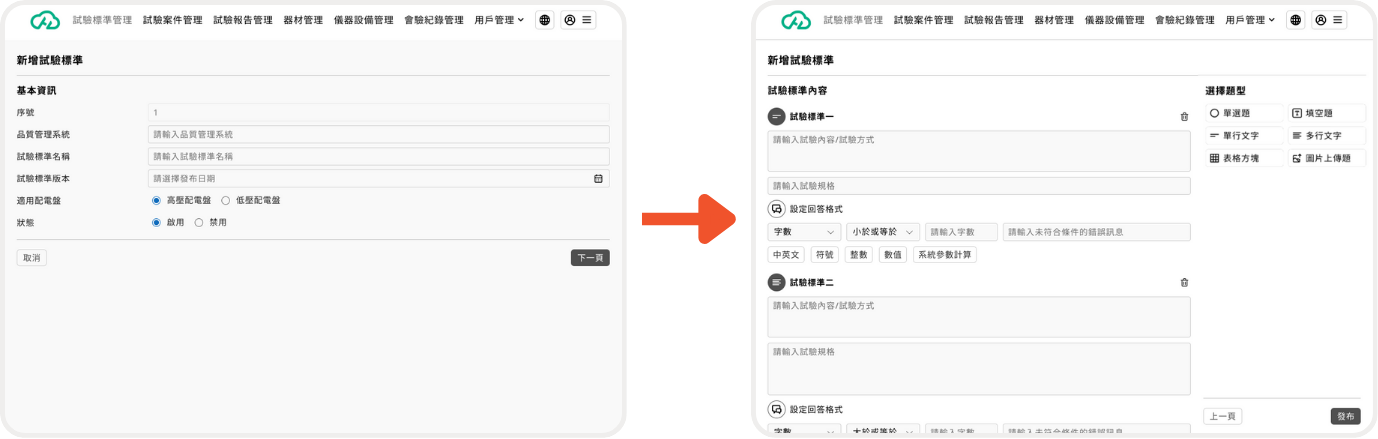 試驗標準管理 試驗案件管理 試驗報告管理 器材管理 儀器設備管理 會驗紀錄管理 用戶管理
新增試驗標準
基本資訊
序號 1
品質管理系統 請輸入品質管理系統
試驗標準名稱 請輸入試驗標準名稱
試驗標準版本 請選擇發布日期
適用配電盤 高壓配電盤 低壓配電盤
狀態 啟用 禁用
取消 下一頁
試驗標準管理 試驗案件管理 試驗報告管理 器材管理 儀器設備管理 會驗紀錄管理 用戶管理
新增試驗標準
試驗標準內容
試驗標準一
請輸入試驗內容/試驗方式
請輸入試驗規格
設定回答格式
字數 小於或等於 請輸入字數 請輸入未符合條件的錯誤訊息
中英文 符號 整數 數值 系統參數計算
試驗標準二
請輸入試驗內容/試驗方式
請輸入試驗規格
設定回答格式
字數 大於或等於 請輸入字數 請輸入未符合條件的錯誤訊息
選擇題型
單選題 填空題
單行文字 多行文字
表格方塊 圖片上傳題
上一頁 發布